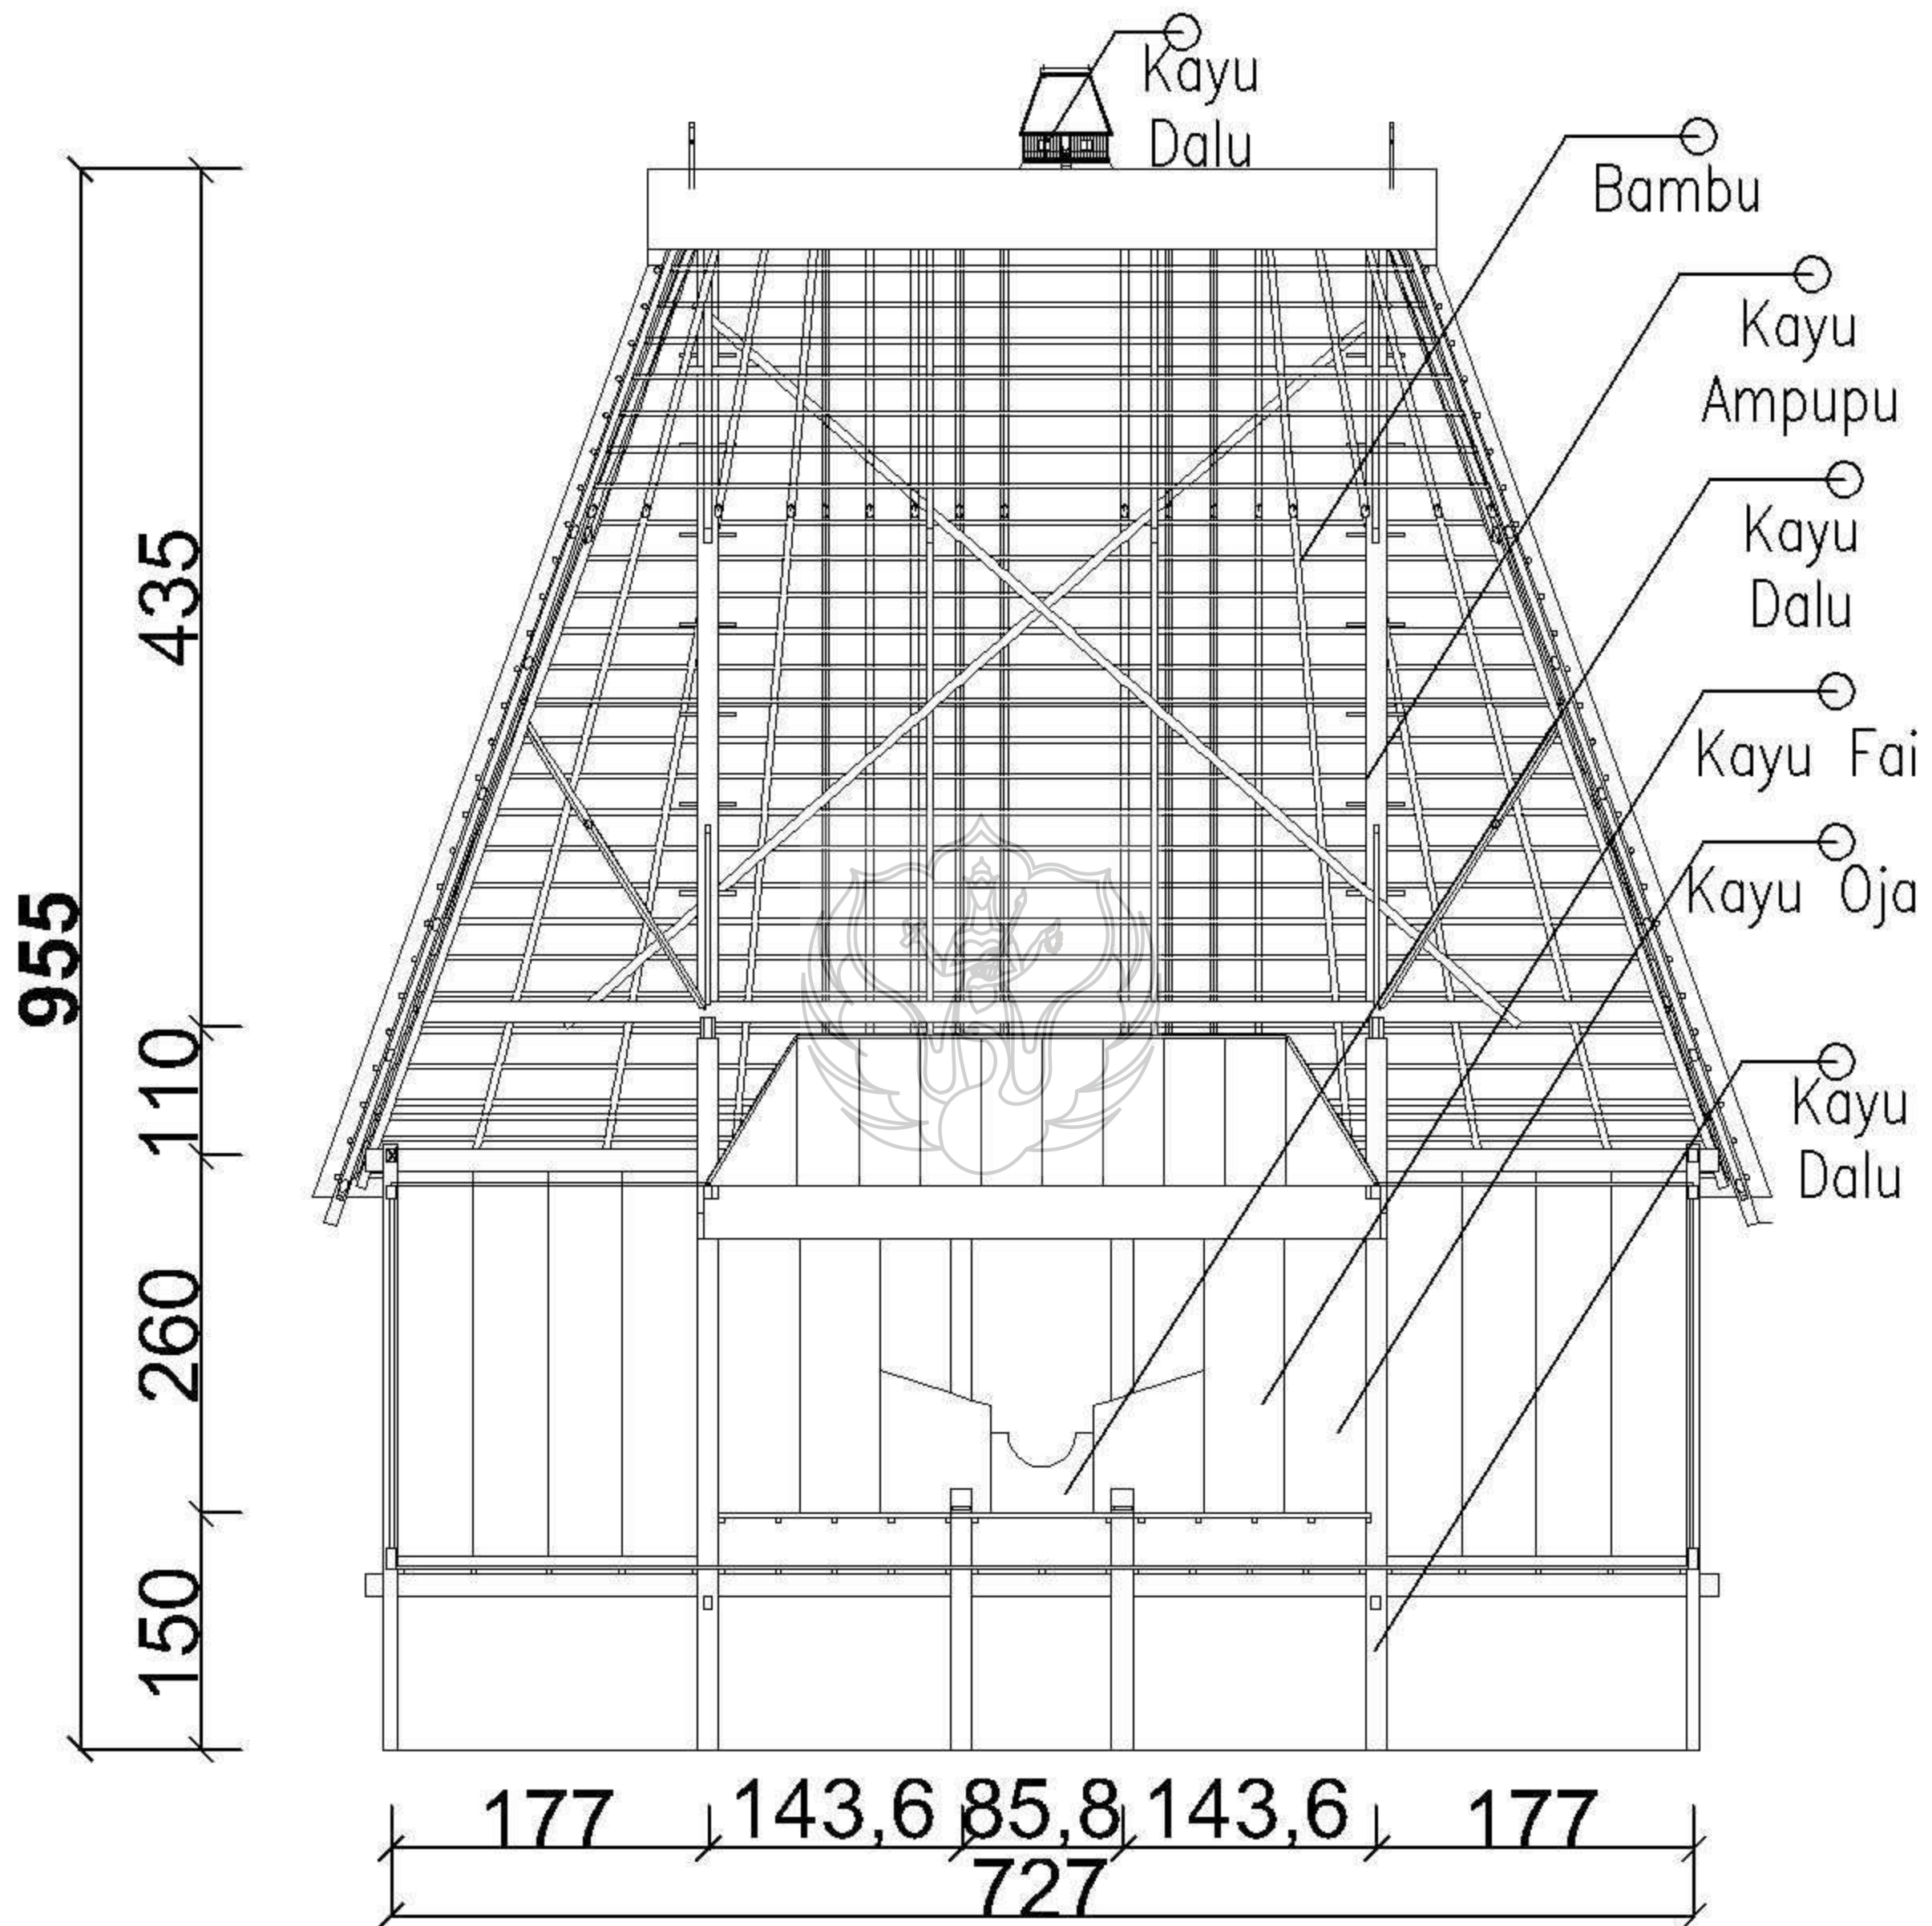 Kayu
Dalu
Bambu
Kayu
Ampupu
Kayu
Dalu
Kayu Fai
Kayu Oja
Kayu
Dalu
955
435
110
260
150
177
143,6
85,8
143,6
177
727